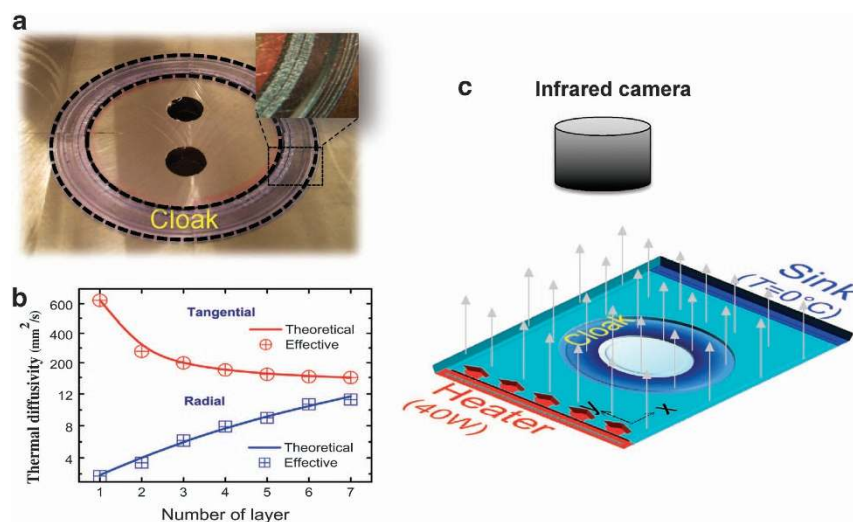 a
Cloak
b
Thermal diffusivity (mm²/s)
600
400
200
12
8
4
Tangential
Theoretical
Effective
Radial
Theoretical
Effective
1 2 3 4 5 6 7
Number of layer
c
Infrared camera
Sink
(T=0°C)
Cloak
Heater
(40W)
y
x